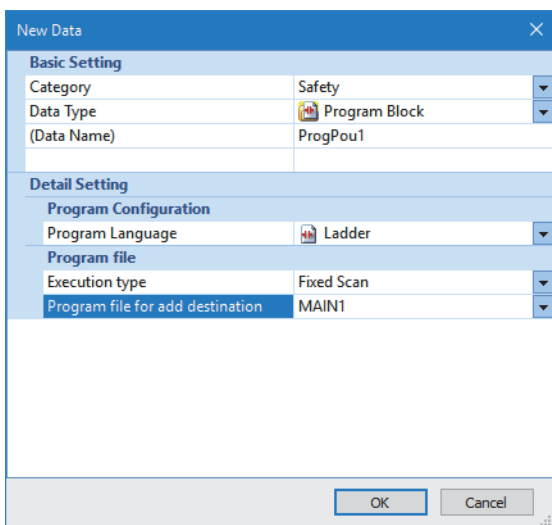 New Data
Basic Setting
Category Safety
Data Type Program Block
(Data Name) ProgPou1
Detail Setting
Program Configuration
Program Language Ladder
Program file
Execution type Fixed Scan
Program file for add destination MAIN1
OK Cancel